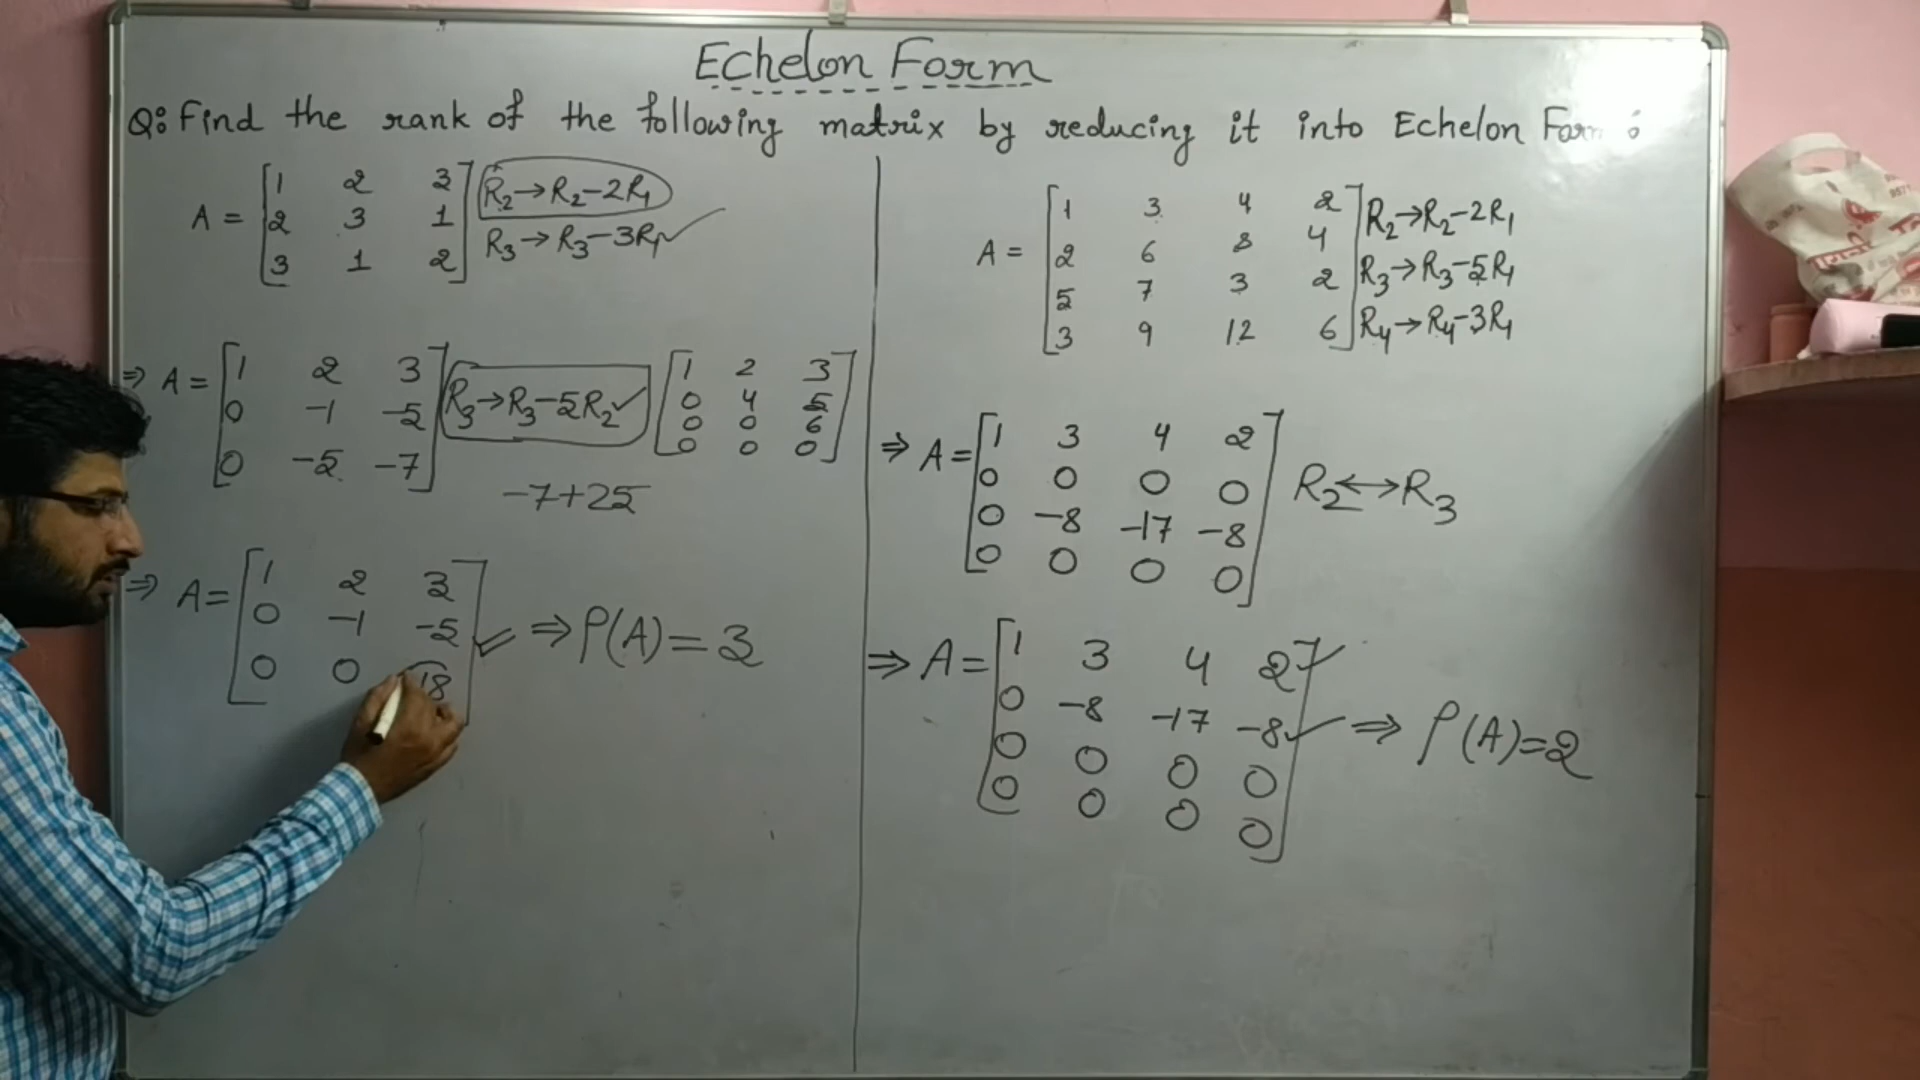 Echelon Form
Q: Find the rank of the following matrix by reducing it into Echelon Form :
A = [1 2 3] R₂→R₂-2R₁
[2 3 1] R₃→R₃-3R₁ ✓
[3 1 2]
⇒ A = [1 2 3] R₃→R₃-5R₂ ✓
[0 -1 -5]
[0 -5 -7]
[1 2 3]
[0 4 5]
[0 0 6]
[0 0 0]
-7+25
⇒ A = [1 2 3]
[0 -1 -5] ✓ ⇒ ρ(A) = 3
[0 0 18]
A = [1 3 4 2] R₂→R₂-2R₁
[2 6 8 4]
[5 7 3 2] R₃→R₃-5R₁
[3 9 12 6] R₄→R₄-3R₁
⇒ A = [1 3 4 2]
[0 0 0 0] R₂↔R₃
[0 -8 -17 -8]
[0 0 0 0]
⇒ A = [1 3 4 2] ✓
[0 -8 -17 -8] ✓ ⇒ ρ(A)=2
[0 0 0 0]
[0 0 0 0]